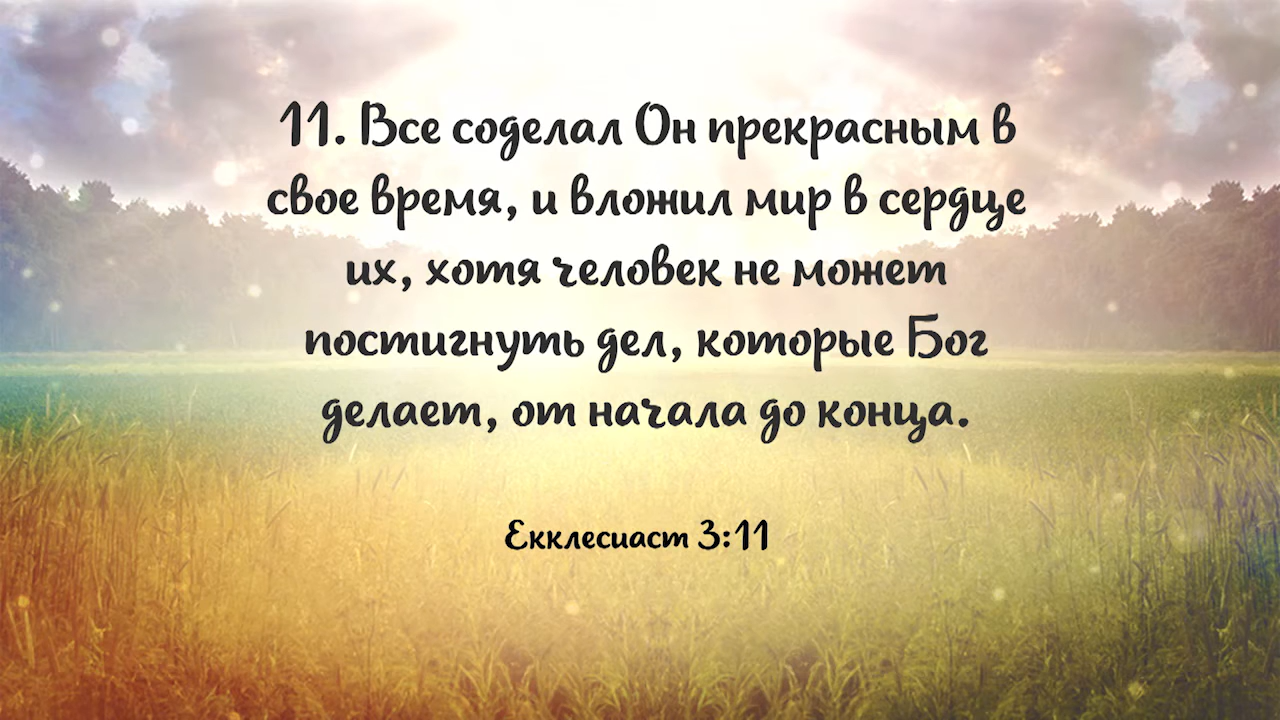 11. Все соделал Он прекрасным в
свое время, и вложил мир в сердце
их, хотя человек не может
постигнуть дел, которые Бог
делает, от начала до конца.
Екклесиаст 3:11